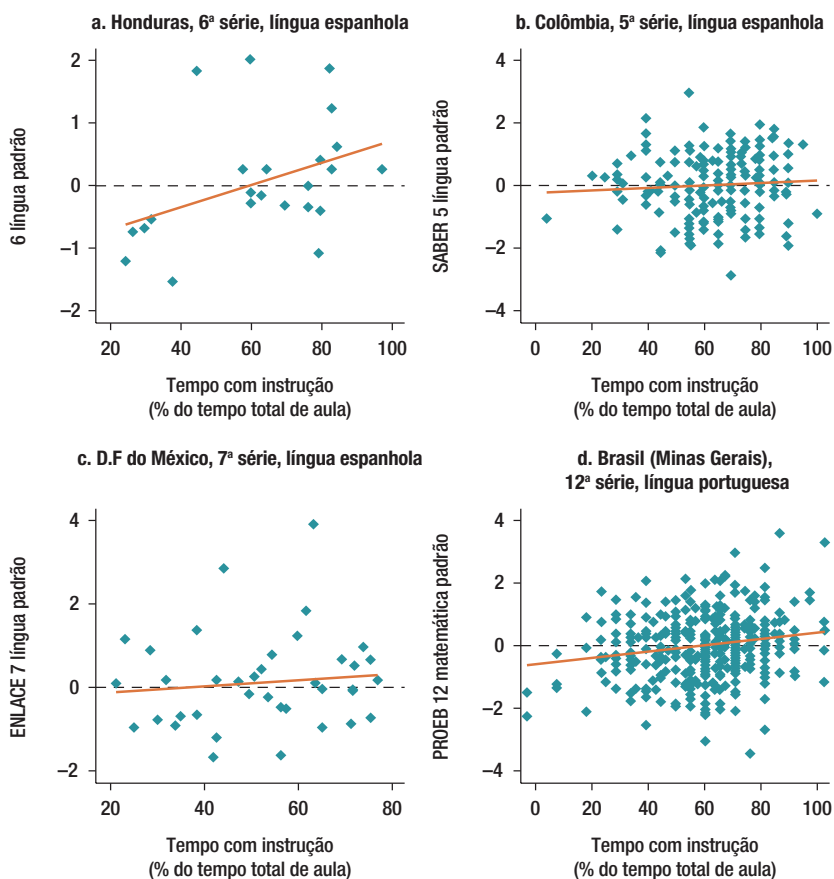 a. Honduras, 6ª série, língua espanhola
6 língua padrão
2
1
0
–1
–2
20 40 60 80 100
Tempo com instrução
(% do tempo total de aula)
b. Colômbia, 5ª série, língua espanhola
SABER 5 língua padrão
4
2
0
–2
–4
0 20 40 60 80 100
Tempo com instrução
(% do tempo total de aula)
c. D.F do México, 7ª série, língua espanhola
ENLACE 7 língua padrão
4
2
0
–2
20 40 60 80
Tempo com instrução
(% do tempo total de aula)
d. Brasil (Minas Gerais),
12ª série, língua portuguesa
PROEB 12 matemática padrão
4
2
0
–2
–4
0 20 40 60 80 100
Tempo com instrução
(% do tempo total de aula)